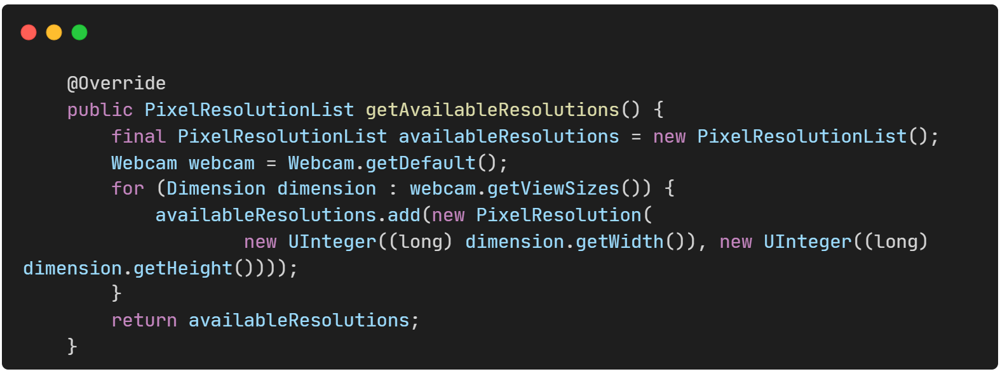 @Override
public PixelResolutionList getAvailableResolutions() {
final PixelResolutionList availableResolutions = new PixelResolutionList();
Webcam webcam = Webcam.getDefault();
for (Dimension dimension : webcam.getViewSizes()) {
availableResolutions.add(new PixelResolution(
new UInteger((long) dimension.getWidth()), new UInteger((long)
dimension.getHeight())));
}
return availableResolutions;
}